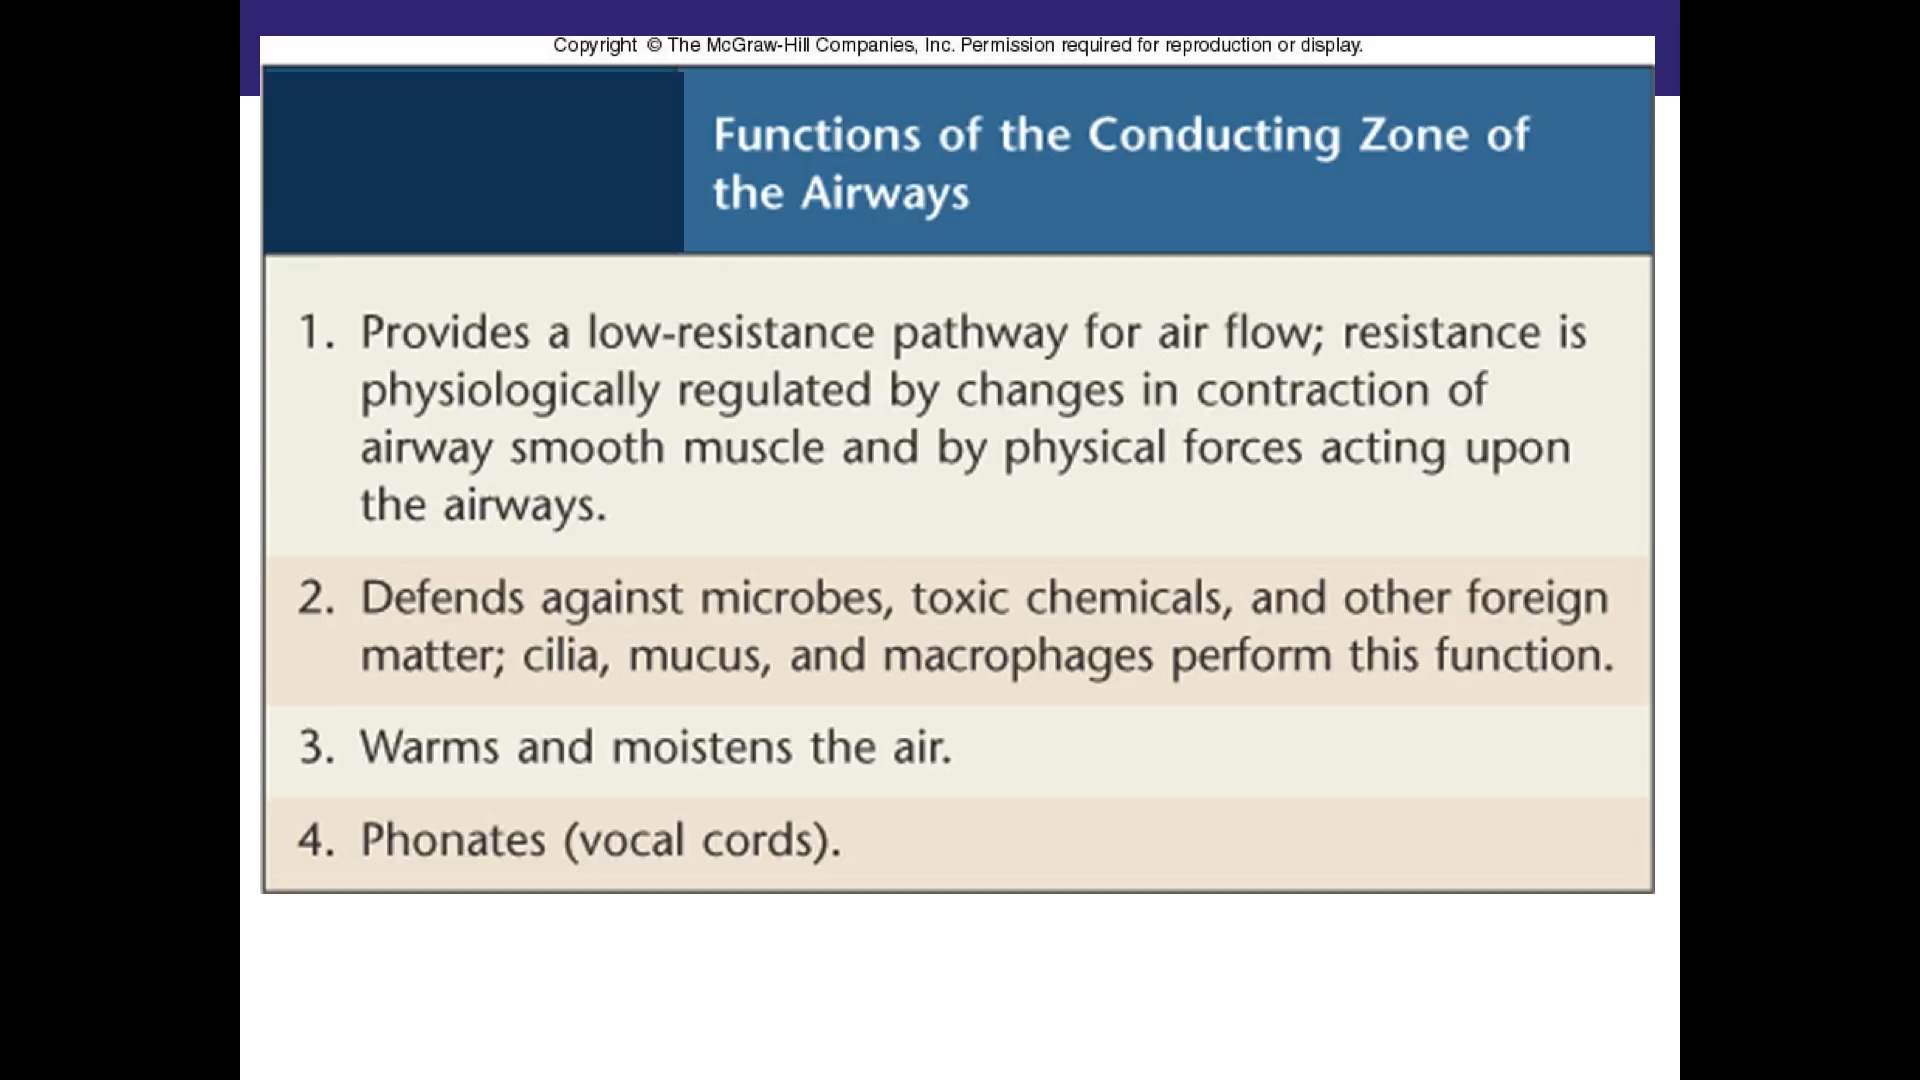 Copyright © The McGraw-Hill Companies, Inc. Permission required for reproduction or display.
Functions of the Conducting Zone of
the Airways
1. Provides a low-resistance pathway for air flow; resistance is
physiologically regulated by changes in contraction of
airway smooth muscle and by physical forces acting upon
the airways.
2. Defends against microbes, toxic chemicals, and other foreign
matter; cilia, mucus, and macrophages perform this function.
3. Warms and moistens the air.
4. Phonates (vocal cords).